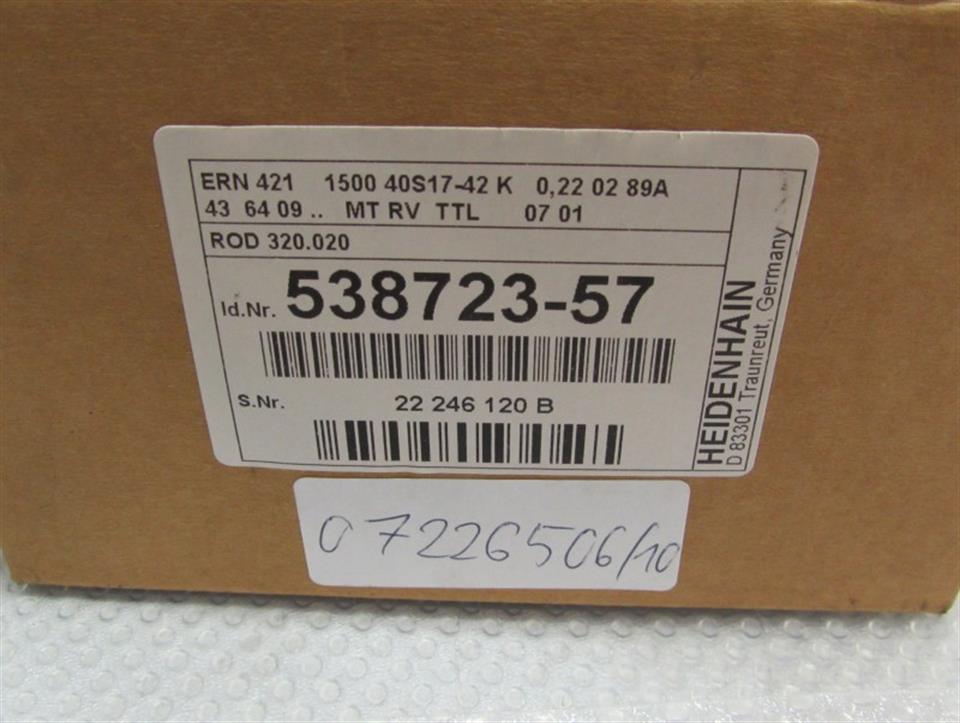 ERN 421 1500 40S17-42 K 0,22 02 89A
43 64 09 .. MT RV TTL 07 01
ROD 320.020
Id.Nr. 538723-57
S.Nr. 22 246 120 B
HEIDENHAIN
D 83301 Traunreut, Germany
07226506/10